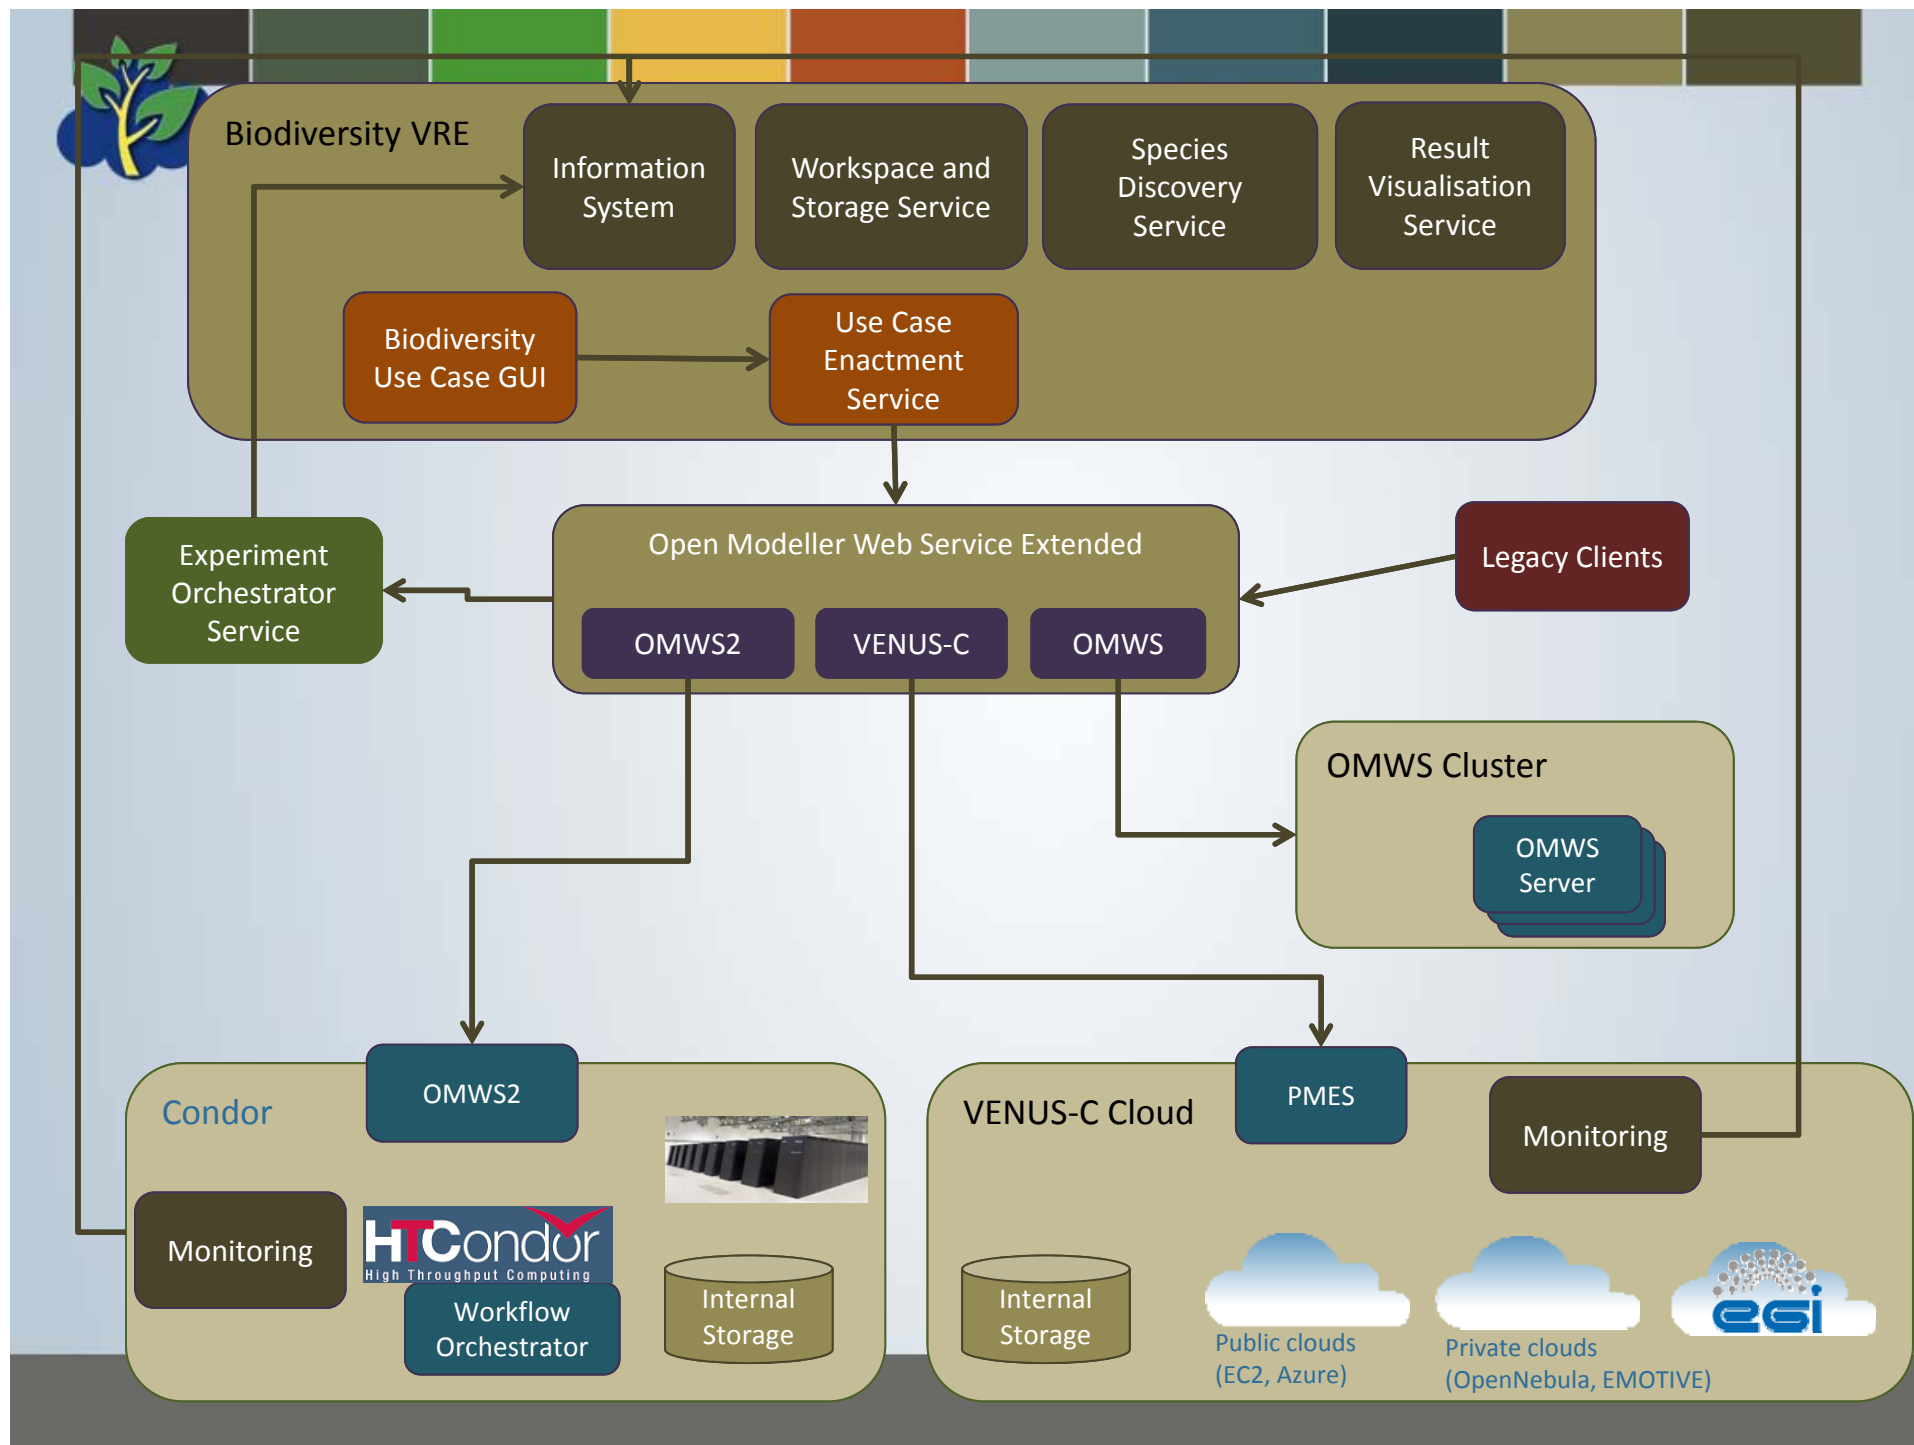 Biodiversity VRE
Information
System
Workspace and
Storage Service
Species
Discovery
Service
Result
Visualisation
Service
Biodiversity
Use Case GUI
Use Case
Enactment
Service
Experiment
Orchestrator
Service
Open Modeller Web Service Extended
OMWS2
VENUS-C
OMWS
Legacy Clients
OMWS Cluster
OMWS
Server
Condor
OMWS2
Monitoring
HTCondor
High Throughput Computing
Workflow
Orchestrator
Internal
Storage
VENUS-C Cloud
PMES
Monitoring
Internal
Storage
Public clouds
(EC2, Azure)
Private clouds
(OpenNebula, EMOTIVE)
egi